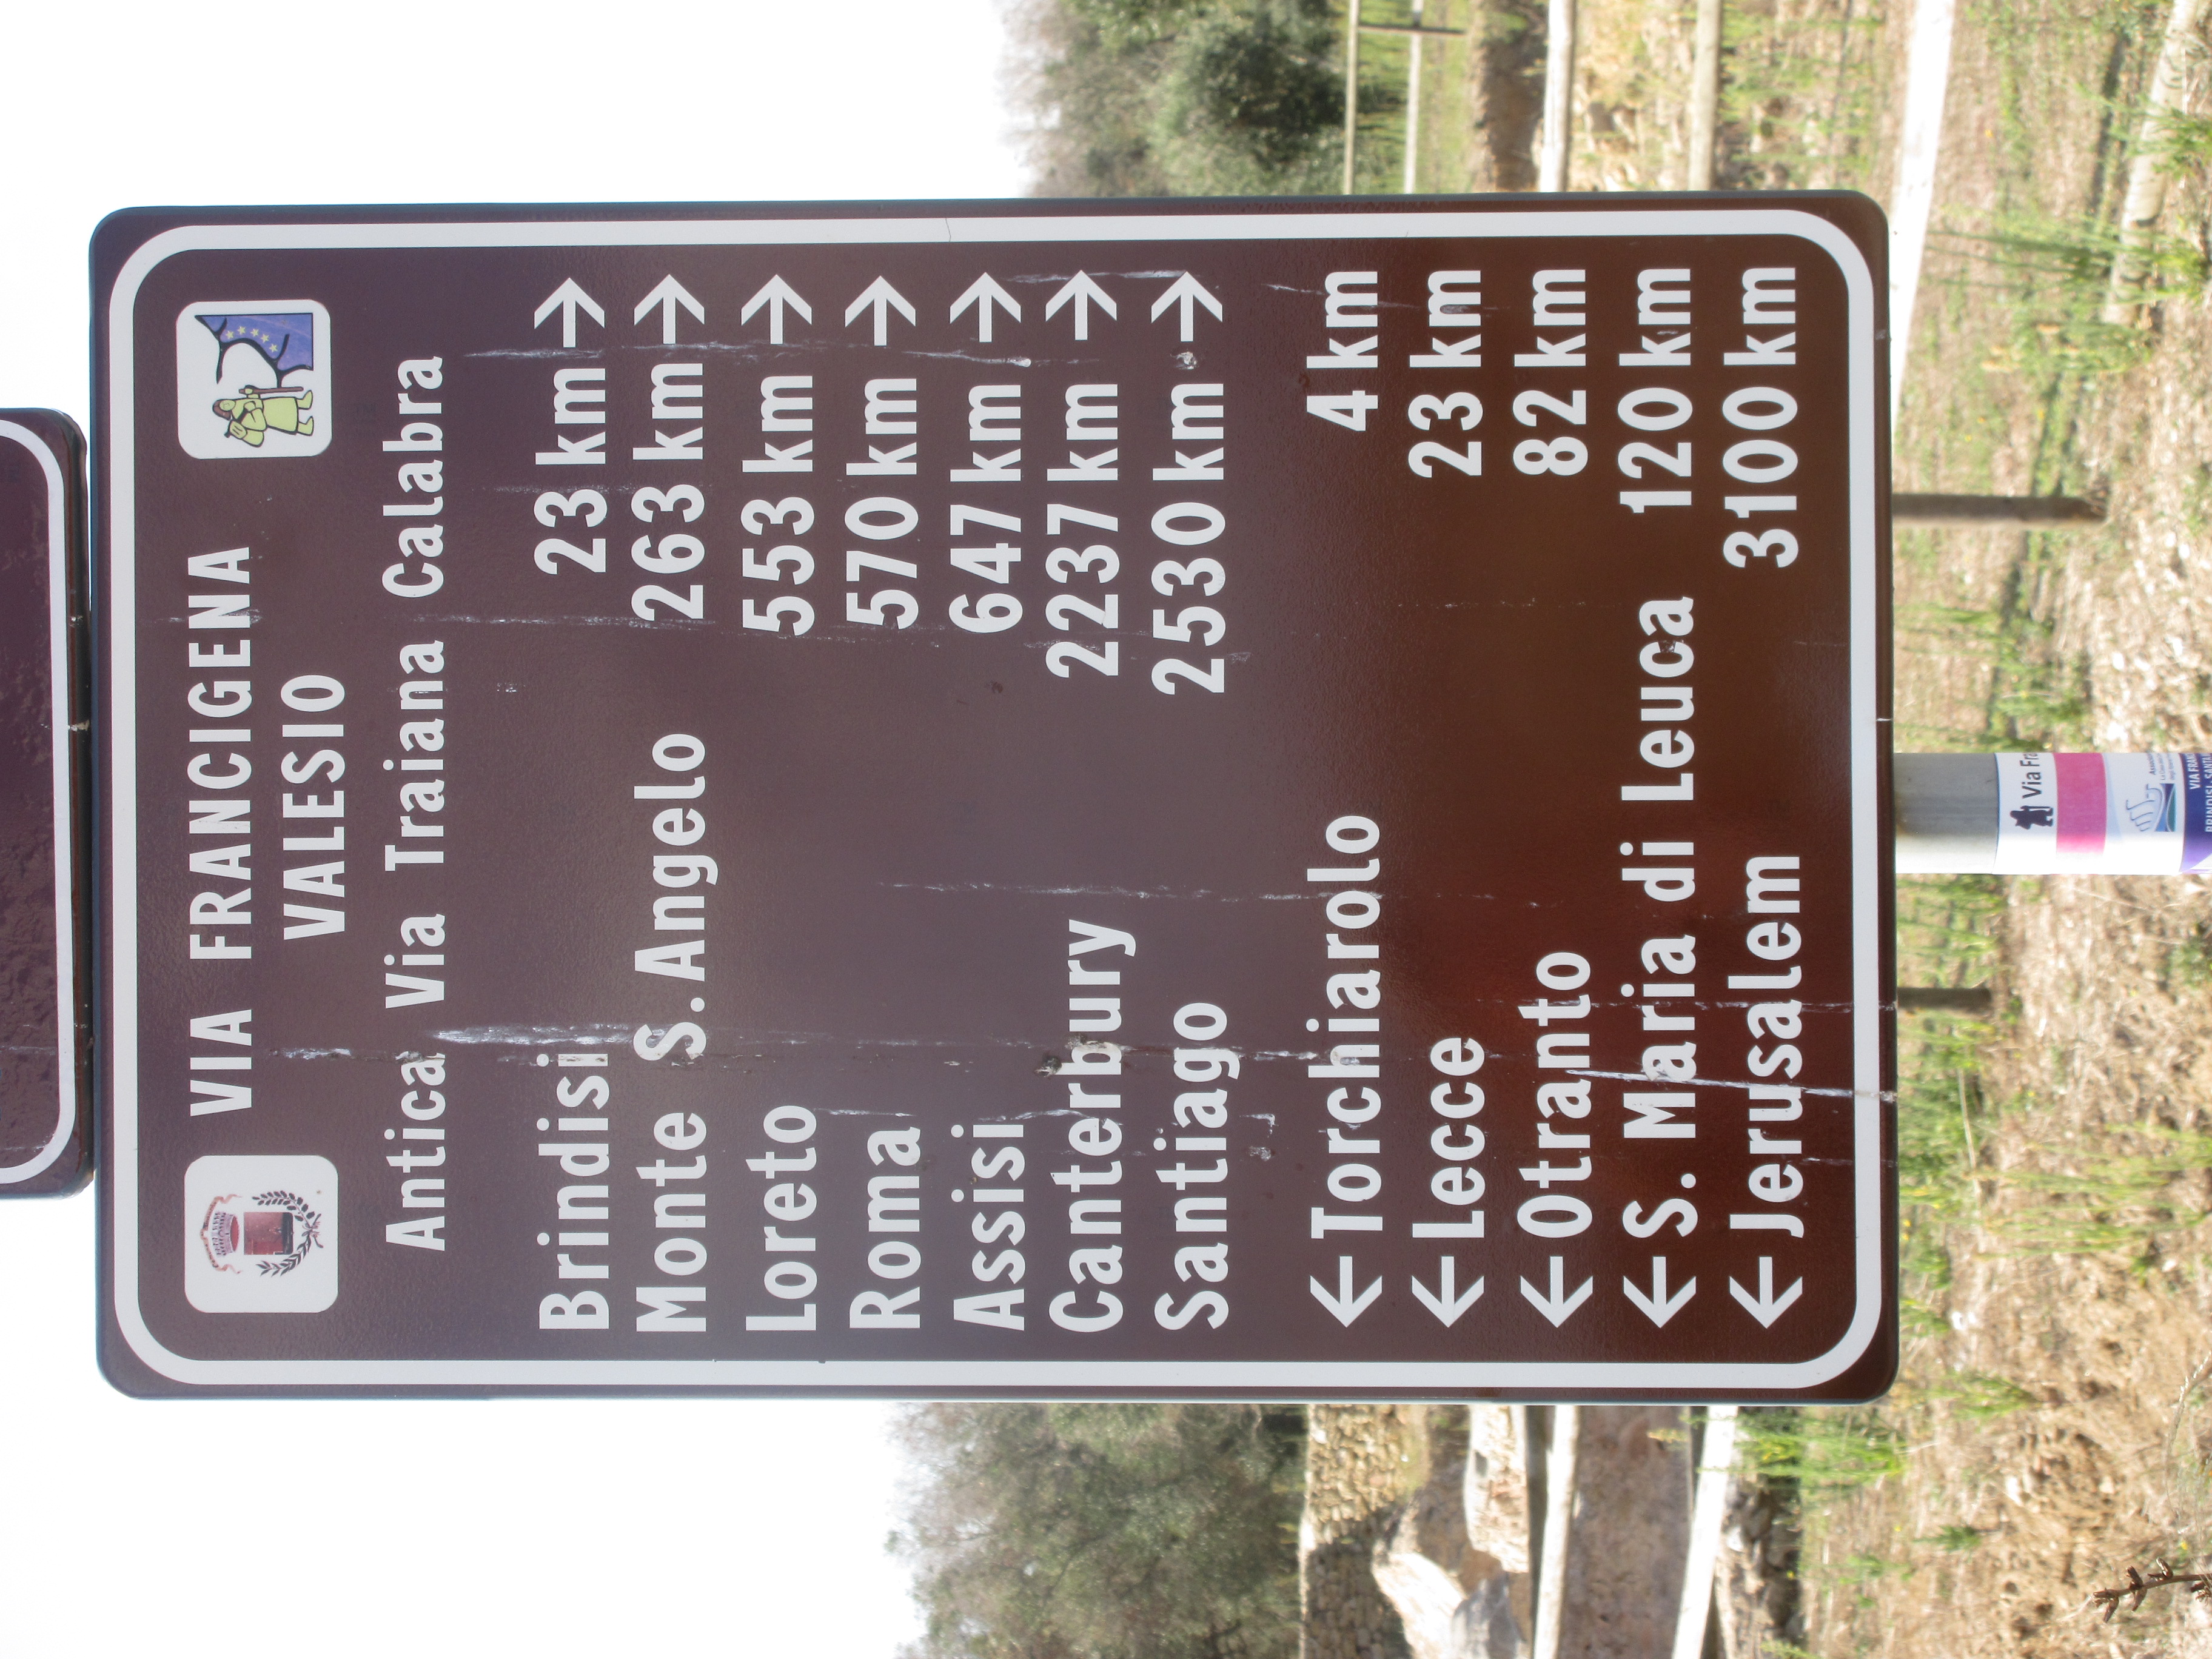 VIA FRANCIGENA
VALESIO
Antica Via Traiana Calabra
Brindisi 23 km →
Monte S. Angelo 263 km →
Loreto 553 km →
Roma 570 km →
Assisi 647 km →
Canterbury 2237 km →
Santiago 2530 km →
← Torchiarolo 4 km
← Lecce 23 km
← Otranto 82 km
← S. Maria di Leuca 120 km
← Jerusalem 3100 km
Via